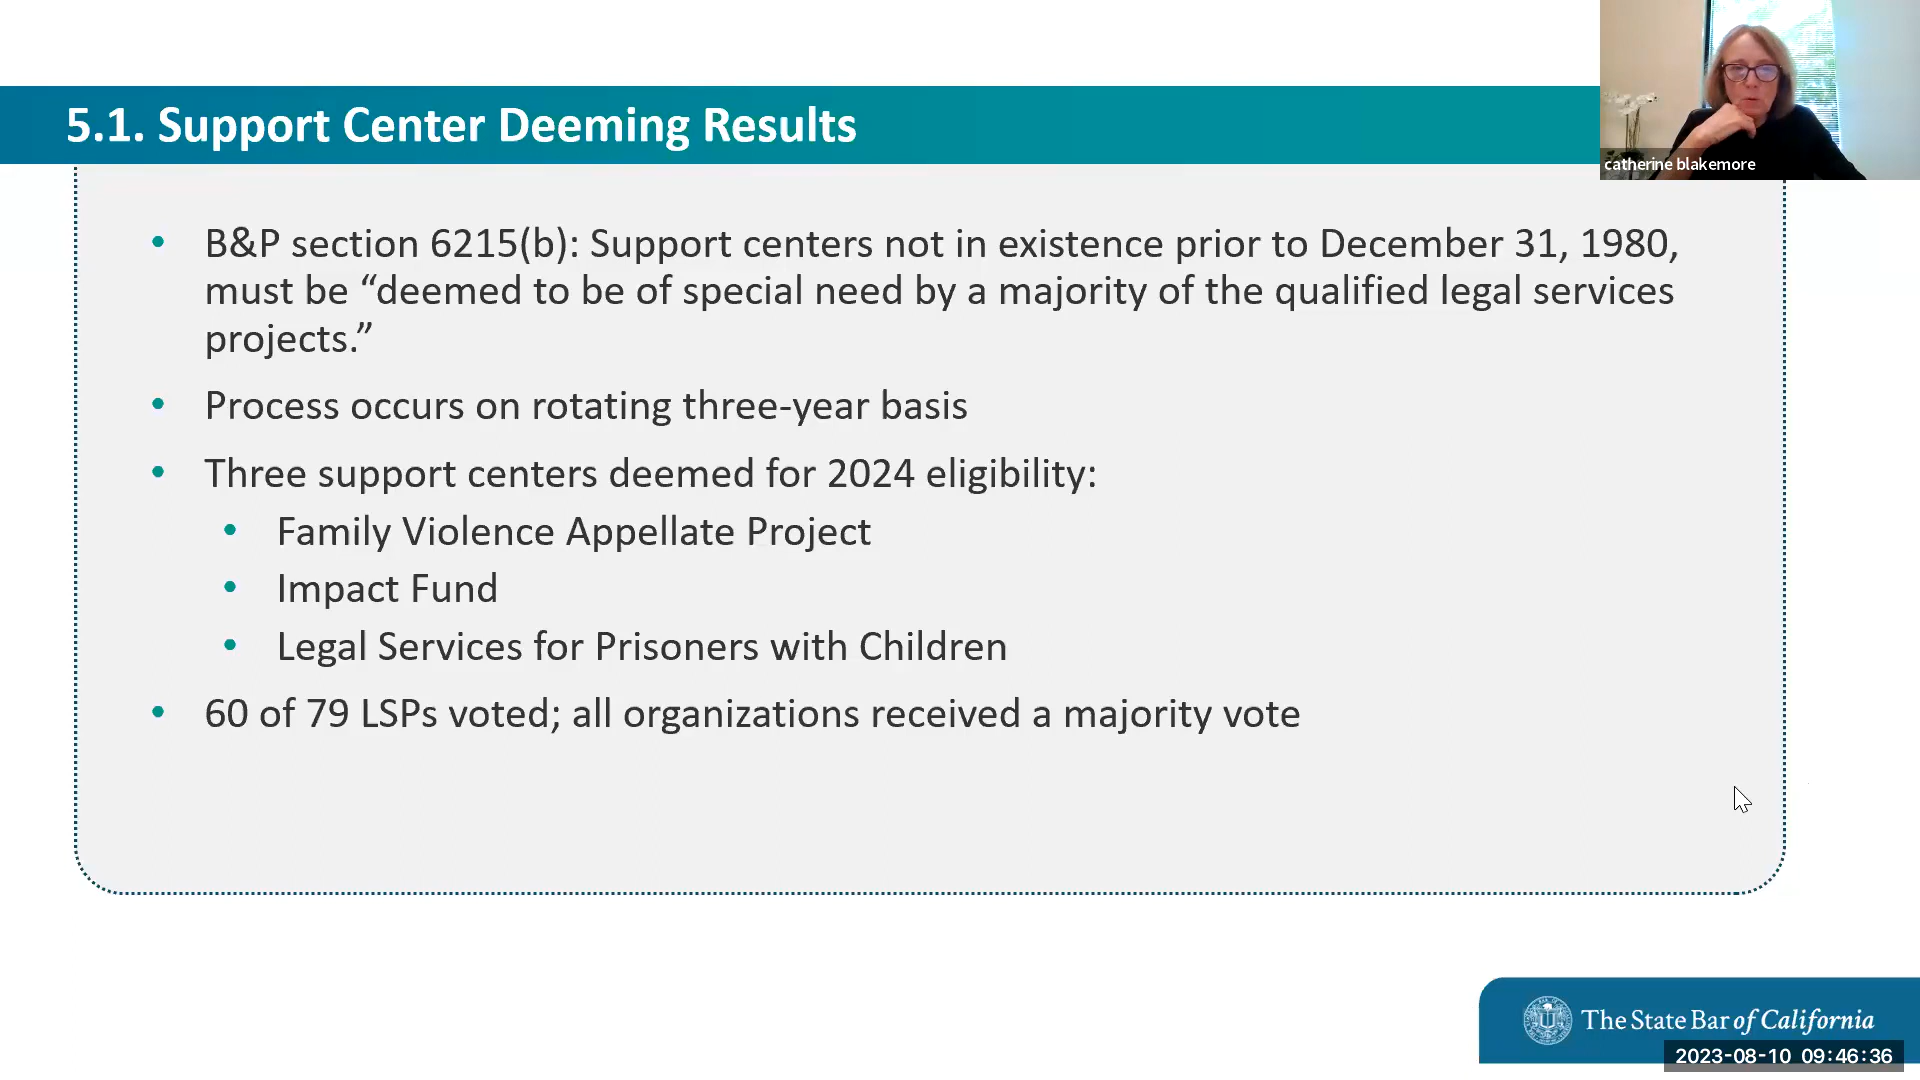 catherine blakemore
5.1. Support Center Deeming Results
• B&P section 6215(b): Support centers not in existence prior to December 31, 1980,
must be “deemed to be of special need by a majority of the qualified legal services
projects.”
• Process occurs on rotating three-year basis
• Three support centers deemed for 2024 eligibility:
• Family Violence Appellate Project
• Impact Fund
• Legal Services for Prisoners with Children
• 60 of 79 LSPs voted; all organizations received a majority vote
The State Bar of California
2023-08-10 09:46:36